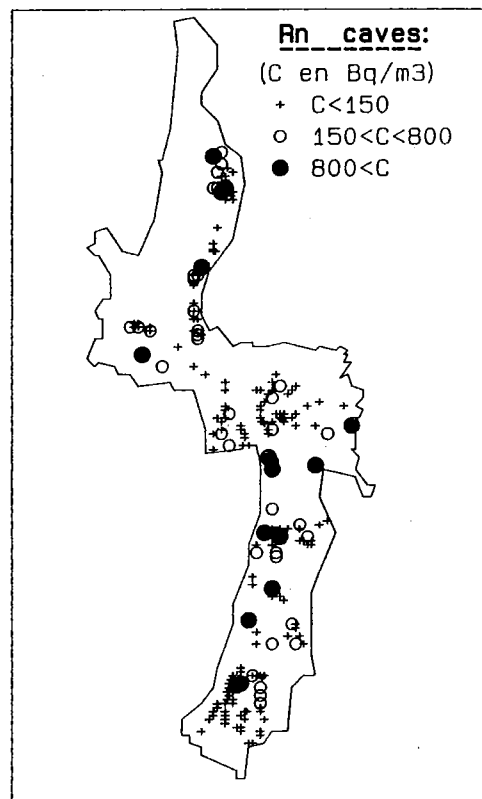 Rn caves:
(C en Bq/m3)
+ C<150
○ 150<C<800
● 800<C